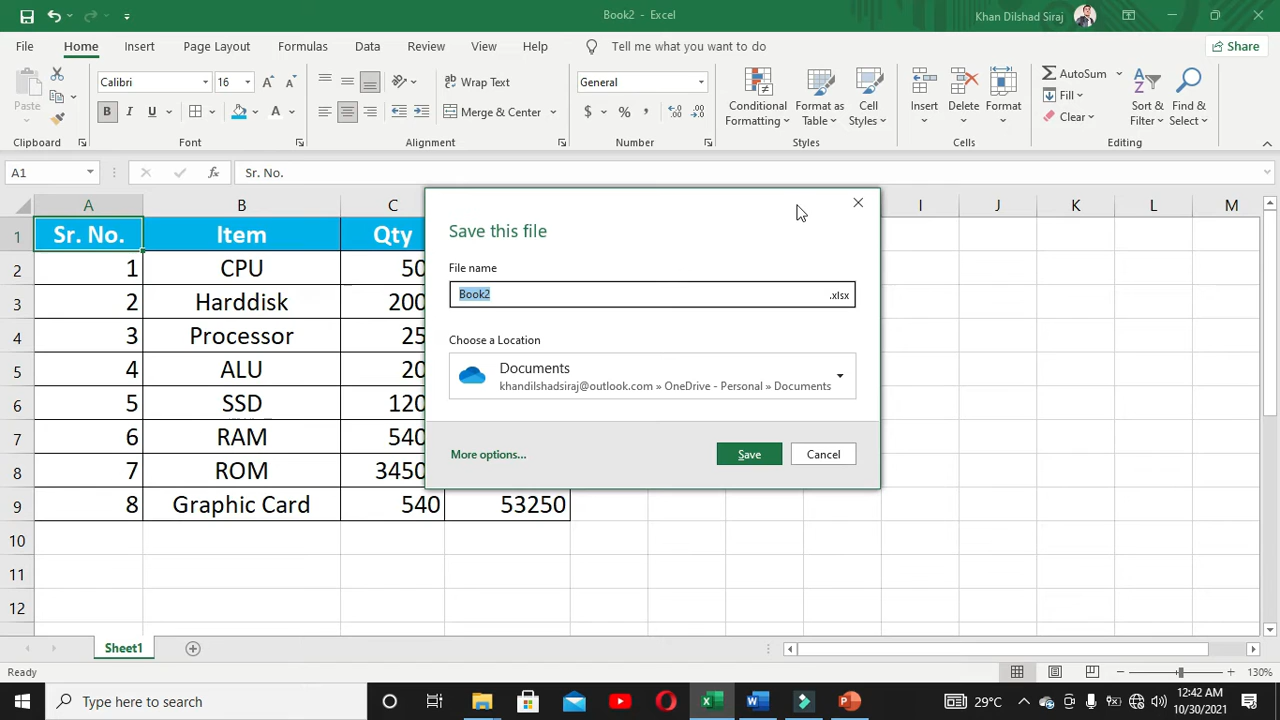 Book2 - Excel
Khan Dilshad Siraj
File
Home
Insert
Page Layout
Formulas
Data
Review
View
Help
Tell me what you want to do
Share
Paste
Calibri
16
B I U A
Wrap Text
Merge & Center
General
$ % ,
Conditional
Formatting
Format as
Table
Cell
Styles
Insert
Delete
Format
AutoSum
Fill
Clear
Sort &
Filter
Find &
Select
Clipboard
Font
Alignment
Number
Styles
Cells
Editing
A1
fx
Sr. No.
A B C I J K L M
1 Sr. No. Item Qty
2 1 CPU 50
3 2 Harddisk 200
4 3 Processor 25
5 4 ALU 20
6 5 SSD 120
7 6 RAM 540
8 7 ROM 3450
9 8 Graphic Card 540 53250
10
11
12
Save this file
File name
Book2
.xlsx
Choose a Location
Documents
khandilshadsiraj@outlook.com » OneDrive - Personal » Documents
More options...
Save
Cancel
Sheet1
Ready
130%
Type here to search
29°C
12:42 AM
10/30/2021